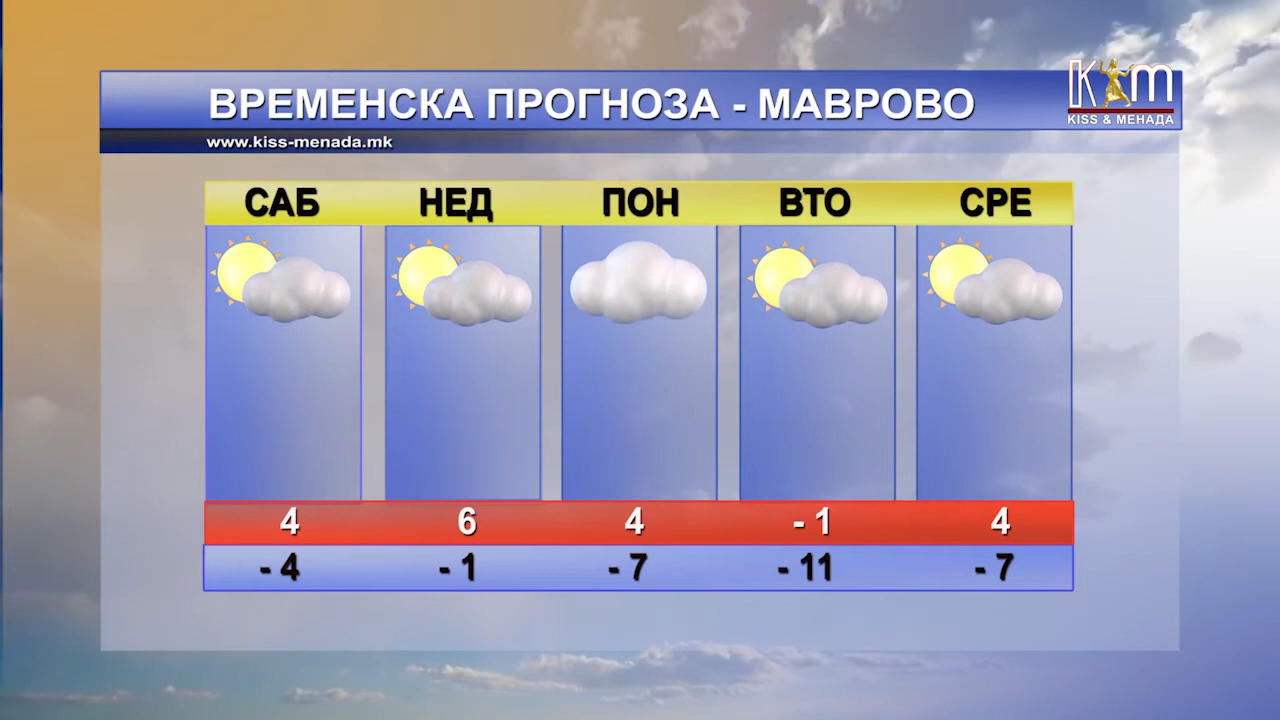 ВРЕМЕНСКА ПРОГНОЗА - МАВРОВО
KISS & МЕНАДА
www.kiss-menada.mk
САБ НЕД ПОН ВТО СРЕ
4 6 4 - 1 4
- 4 - 1 - 7 - 11 - 7